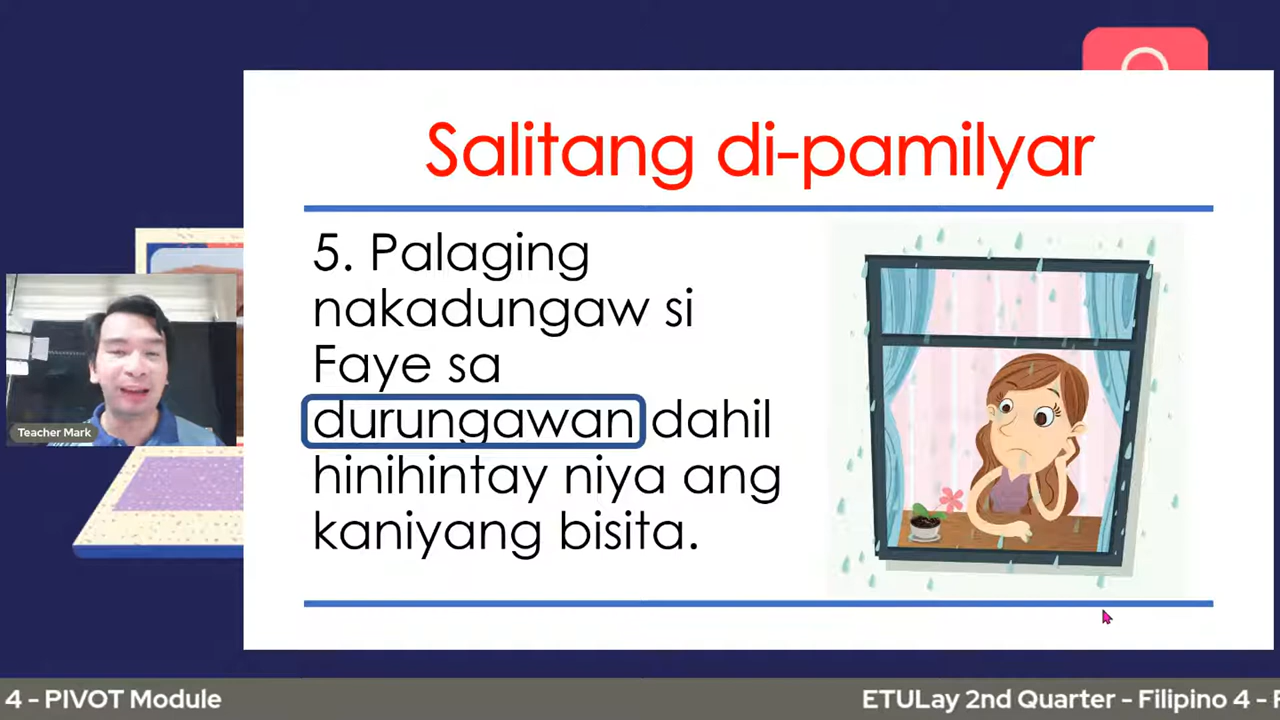 Salitang di-pamilyar
5. Palaging
nakadungaw si
Faye sa
durungawan dahil
hinihintay niya ang
kaniyang bisita.
Teacher Mark
4 - PIVOT Module
ETULay 2nd Quarter - Filipino 4 -